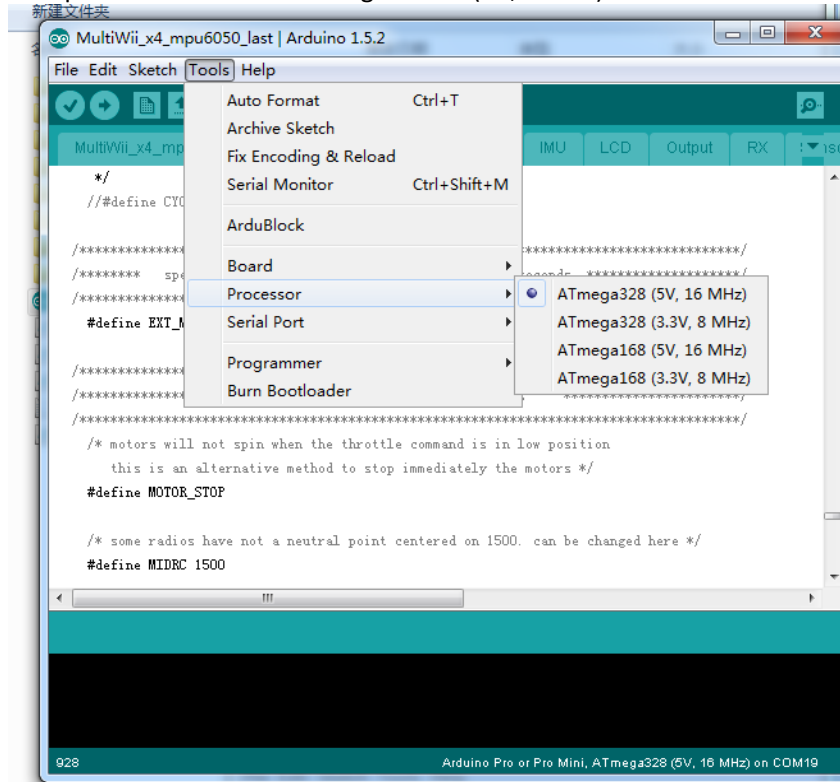 新建文件夹
MultiWii_x4_mpu6050_last | Arduino 1.5.2
File Edit Sketch Tools Help
Auto Format Ctrl+T
Archive Sketch
Fix Encoding & Reload
Serial Monitor Ctrl+Shift+M
ArduBlock
Board
Processor
Serial Port
Programmer
Burn Bootloader
ATmega328 (5V, 16 MHz)
ATmega328 (3.3V, 8 MHz)
ATmega168 (5V, 16 MHz)
ATmega168 (3.3V, 8 MHz)
MultiWii_x4_mp IMU LCD Output RX
*/
//#define CYC
/*************** ***************************/
/******** spe ********************/
/***************
#define EXT_M
/***************
/*************** ********************/
/**************************************************************************/
/* motors will not spin when the throttle command is in low position
this is an alternative method to stop immediately the motors */
#define MOTOR_STOP
/* some radios have not a neutral point centered on 1500. can be changed here */
#define MIDRC 1500
928 Arduino Pro or Pro Mini, ATmega328 (5V, 16 MHz) on COM19